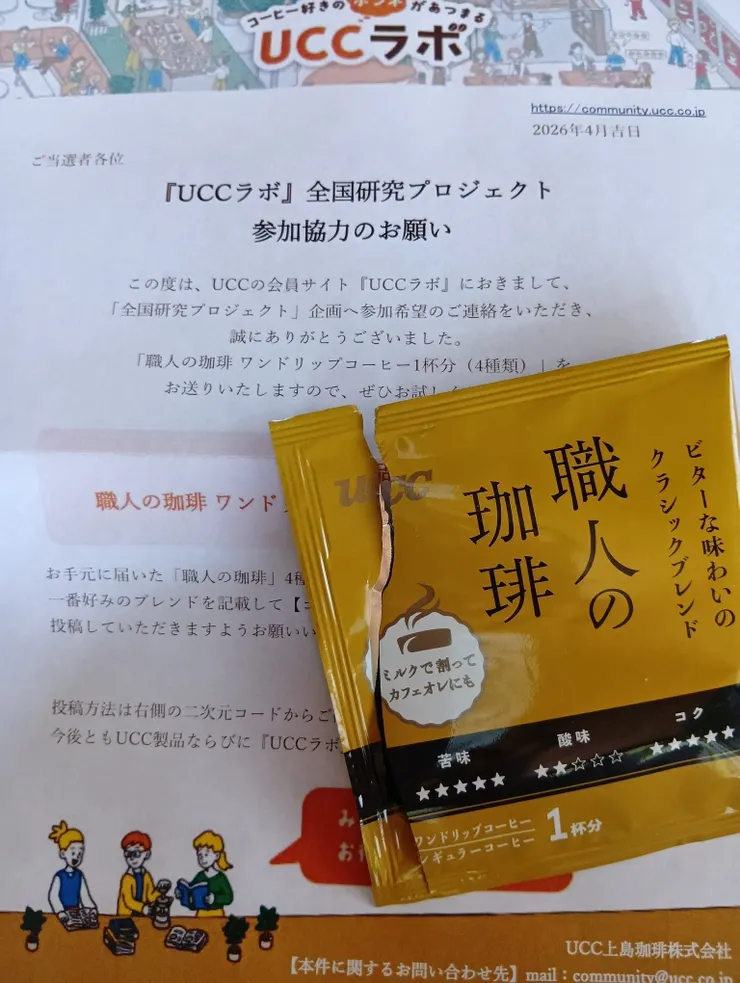 コーヒー好きのホンネがあつまる
UCCラボ
https://community.ucc.co.jp
2026年4月吉日
ご当選者各位
『UCCラボ』全国研究プロジェクト
参加協力のお願い
この度は、UCCの会員サイト『UCCラボ』におきまして、
「全国研究プロジェクト」企画へ参加希望のご連絡をいただき、
誠にありがとうございました。
「職人の珈琲 ワンドリップコーヒー1杯分（4種類）」を
お送りいたしますので、ぜひお試し
職人の珈琲 ワンド
お手元に届いた「職人の珈琲」4種
一番好みのブレンドを記載して【コ
投稿していただきますようお願いい
投稿方法は右側の二次元コードからご
今後ともUCC製品ならびに『UCCラボ
み
お
UCC上島珈琲株式会社
【本件に関するお問い合わせ先】mail：community@ucc.co.jp
ucc
職人の
珈琲
ビターな味わいの
クラシックブレンド
ミルクで割って
カフェオレにも
苦味
★★★★★
酸味
★★☆☆☆
コク
★★★★★
ワンドリップコーヒー
レギュラーコーヒー
1杯分